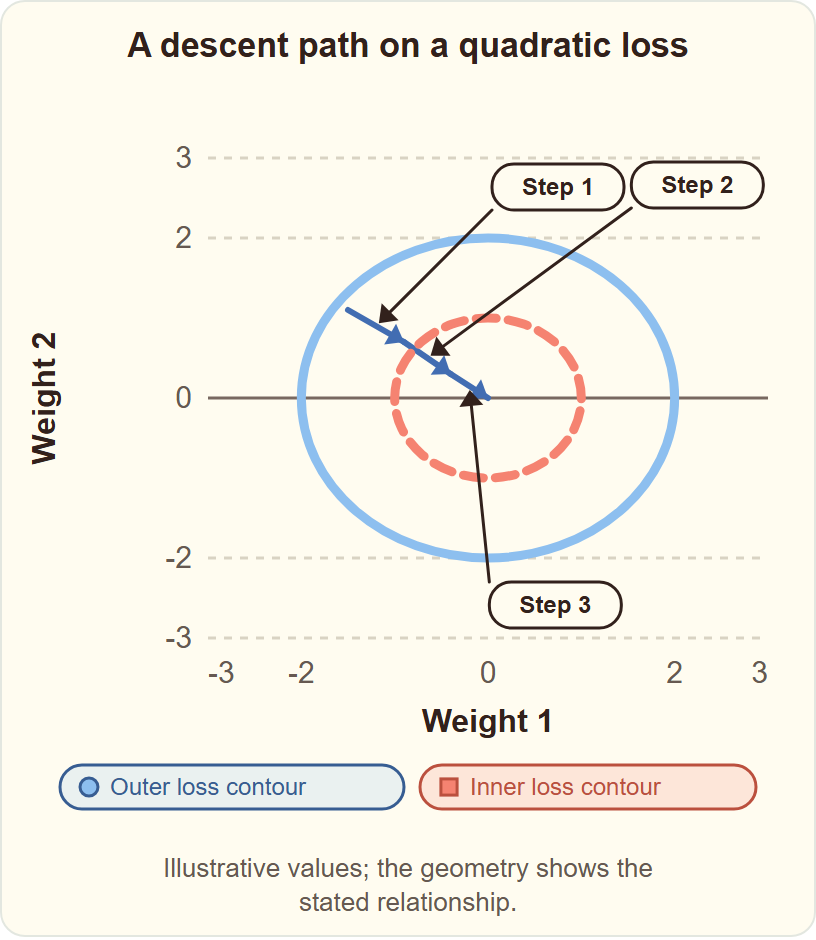 A descent path on a quadratic loss
3
Step 1
Step 2
2
Weight 2
0
-2
Step 3
-3
-3
-2
0
2
3
Weight 1
Outer loss contour
Inner loss contour
Illustrative values; the geometry shows the
stated relationship.